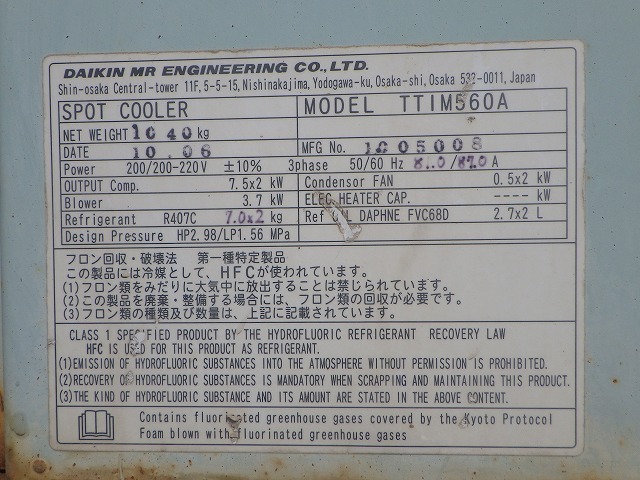 DAIKIN MR ENGINEERING CO., LTD.
Shin-osaka Central-tower 11F, 5-5-15, Nishinakajima, Yodogawa-ku, Osaka-shi, Osaka 532-0011, Japan
SPOT COOLER MODEL TTIM560A
NET WEIGHT 1040 kg
DATE 10.06 MFG No. 1005008
Power 200/200-220V ±10% 3phase 50/60 Hz /87.0 A
OUTPUT Comp. 7.5x2 kW Condensor FAN 0.5x2 kW
Blower 3.7 kW ELEC. HEATER CAP. ---- kW
Refrigerant R407C 7.0x2 kg Ref OIL DAPHNE FVC68D 2.7x2 L
Design Pressure HP2.98/LP1.56 MPa
フロン回収・破壊法 第一種特定製品
この製品には冷媒として、HFCが使われています。
(1)フロン類をみだりに大気中に放出することは禁じられています。
(2)この製品を廃棄・整備する場合には、フロン類の回収が必要です。
(3)フロン類の種類及び数量は、上記に記載されています。
CLASS 1 SPECIFIED PRODUCT BY THE HYDROFLUORIC REFRIGERANT RECOVERY LAW
HFC IS USED FOR THIS PRODUCT AS REFRIGERANT.
(1)EMISSION OF HYDROFLUORIC SUBSTANCES INTO THE ATMOSPHERE WITHOUT PERMISSION IS PROHIBITED.
(2)RECOVERY OF HYDROFLUORIC SUBSTANCES IS MANDATORY WHEN SCRAPPING AND MAINTAINING THIS PRODUCT.
(3)THE KIND OF HYDROFLUORIC SUBSTANCE AND ITS AMOUNT ARE STATED IN THE ABOVE CONTENT.
Contains fluorinated greenhouse gases covered by the Kyoto Protocol
Foam blown with fluorinated greenhouse gases